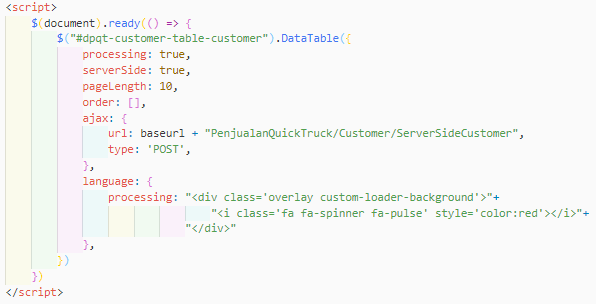 <script>
$(document).ready(() => {
$("#dpqt-customer-table-customer").DataTable({
processing: true,
serverSide: true,
pageLength: 10,
order: [],
ajax: {
url: baseurl + "PenjualanQuickTruck/Customer/ServerSideCustomer",
type: 'POST',
},
language: {
processing: "<div class='overlay custom-loader-background'>"+
"<i class='fa fa-spinner fa-pulse' style='color:red'></i>"+
"</div>"
},
})
})
</script>